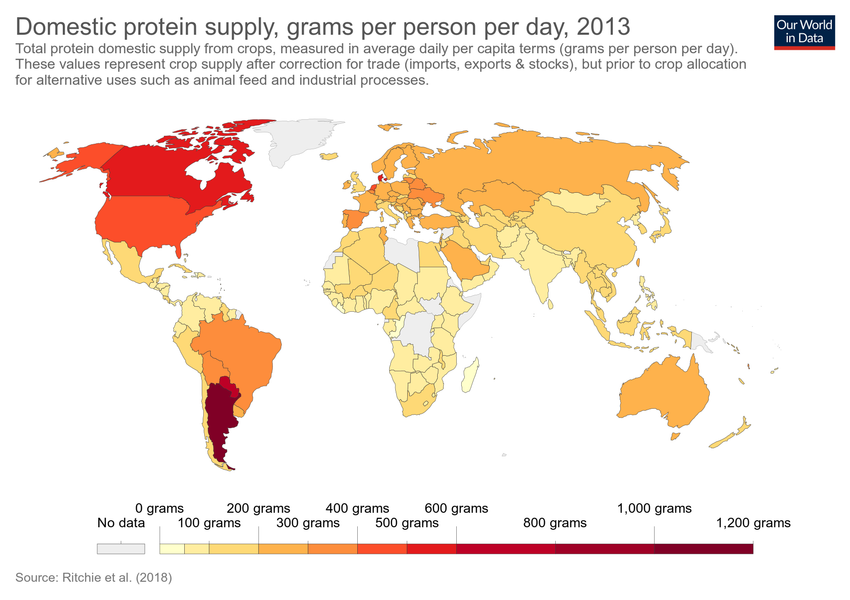 Domestic protein supply, grams per person per day, 2013
Our World
in Data
Total protein domestic supply from crops, measured in average daily per capita terms (grams per person per day).
These values represent crop supply after correction for trade (imports, exports & stocks), but prior to crop allocation
for alternative uses such as animal feed and industrial processes.
0 grams 200 grams 400 grams 600 grams 1,000 grams
No data 100 grams 300 grams 500 grams 800 grams 1,200 grams
Source: Ritchie et al. (2018)